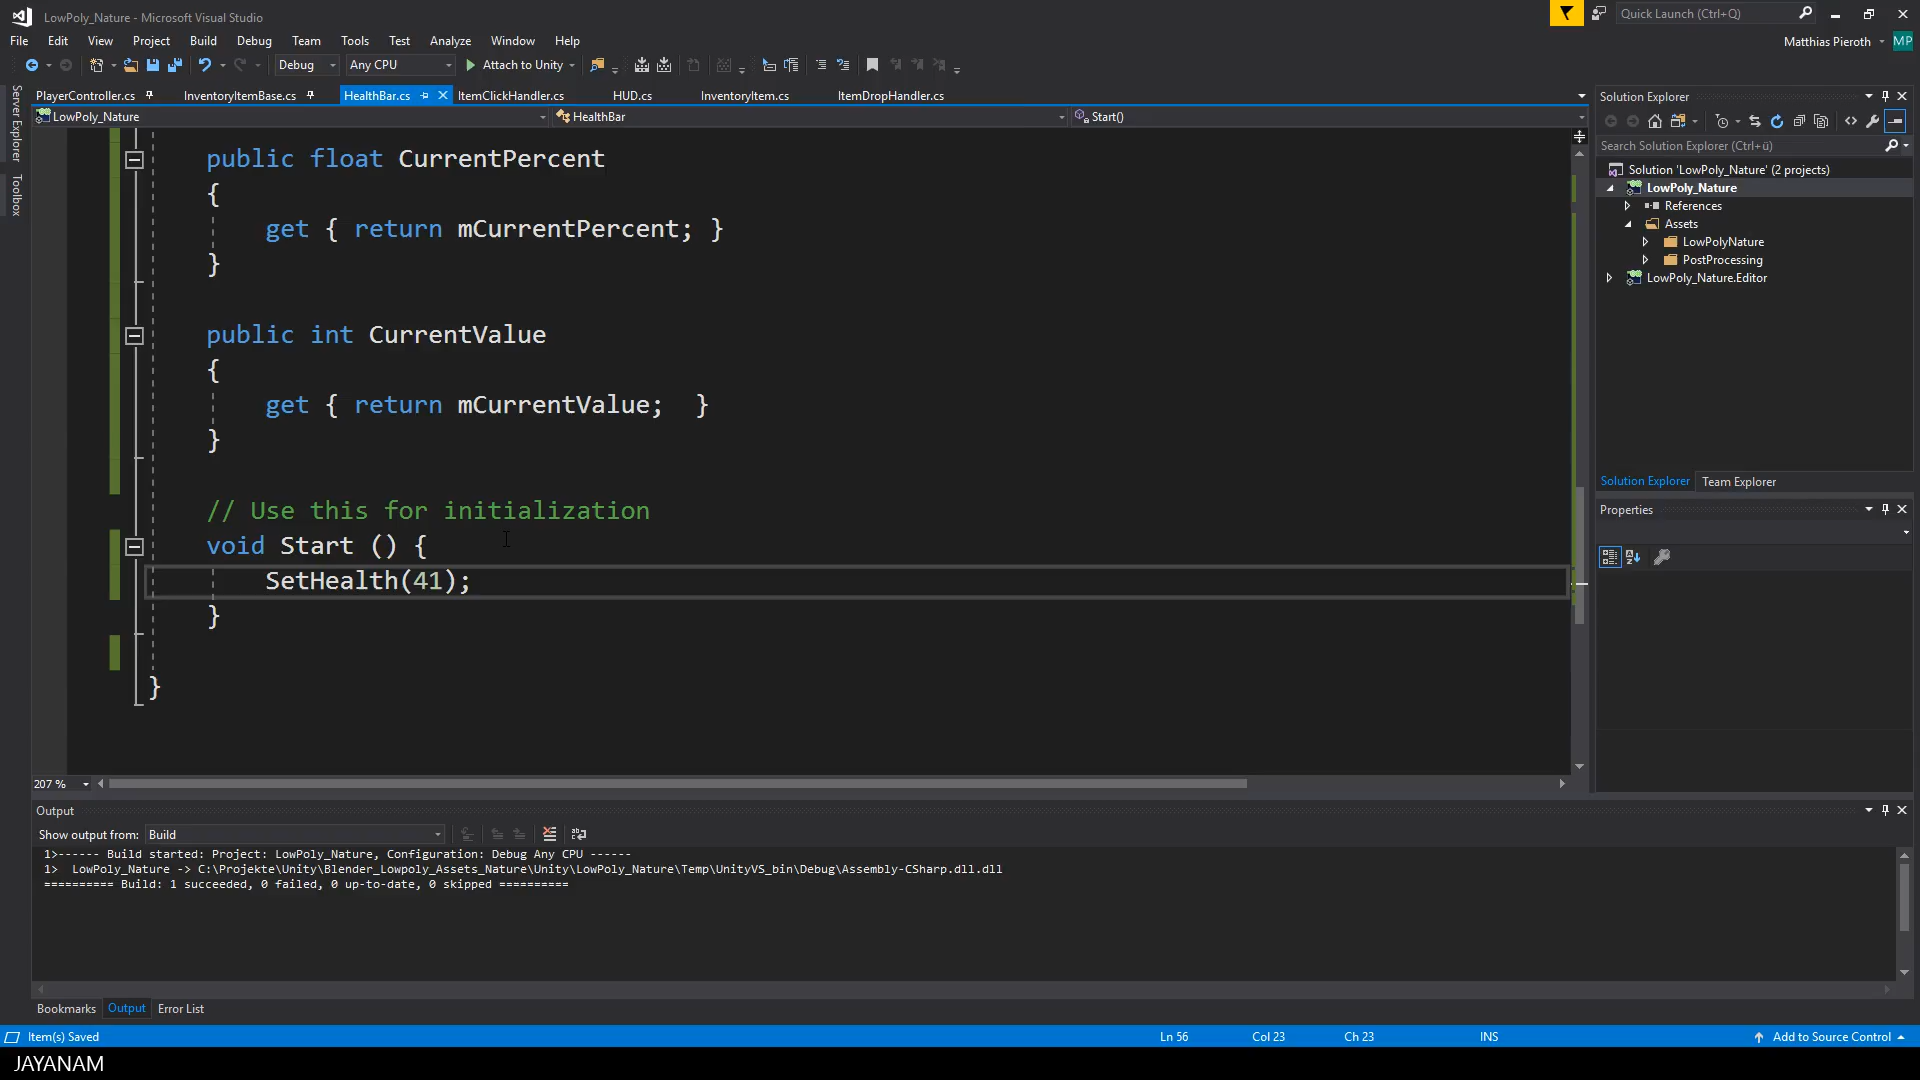 LowPoly_Nature - Microsoft Visual Studio
Quick Launch (Ctrl+Q)
File Edit View Project Build Debug Team Tools Test Analyze Window Help
Matthias Pieroth MP
Debug Any CPU Attach to Unity
Server Explorer
Toolbox
PlayerController.cs InventoryItemBase.cs HealthBar.cs ItemClickHandler.cs HUD.cs InventoryItem.cs ItemDropHandler.cs
LowPoly_Nature HealthBar Start()
public float CurrentPercent
{
get { return mCurrentPercent; }
}
public int CurrentValue
{
get { return mCurrentValue;  }
}
// Use this for initialization
void Start () {
SetHealth(41);
}
}
207 %
Solution Explorer
Search Solution Explorer (Ctrl+ü)
Solution 'LowPoly_Nature' (2 projects)
LowPoly_Nature
References
Assets
LowPolyNature
PostProcessing
LowPoly_Nature.Editor
Solution Explorer Team Explorer
Properties
Output
Show output from: Build
1>------ Build started: Project: LowPoly_Nature, Configuration: Debug Any CPU ------
1>  LowPoly_Nature -> C:\Projekte\Unity\Blender_Lowpoly_Assets_Nature\Unity\LowPoly_Nature\Temp\UnityVS_bin\Debug\Assembly-CSharp.dll.dll
========== Build: 1 succeeded, 0 failed, 0 up-to-date, 0 skipped ==========
Bookmarks Output Error List
Item(s) Saved Ln 56 Col 23 Ch 23 INS Add to Source Control
JAYANAM